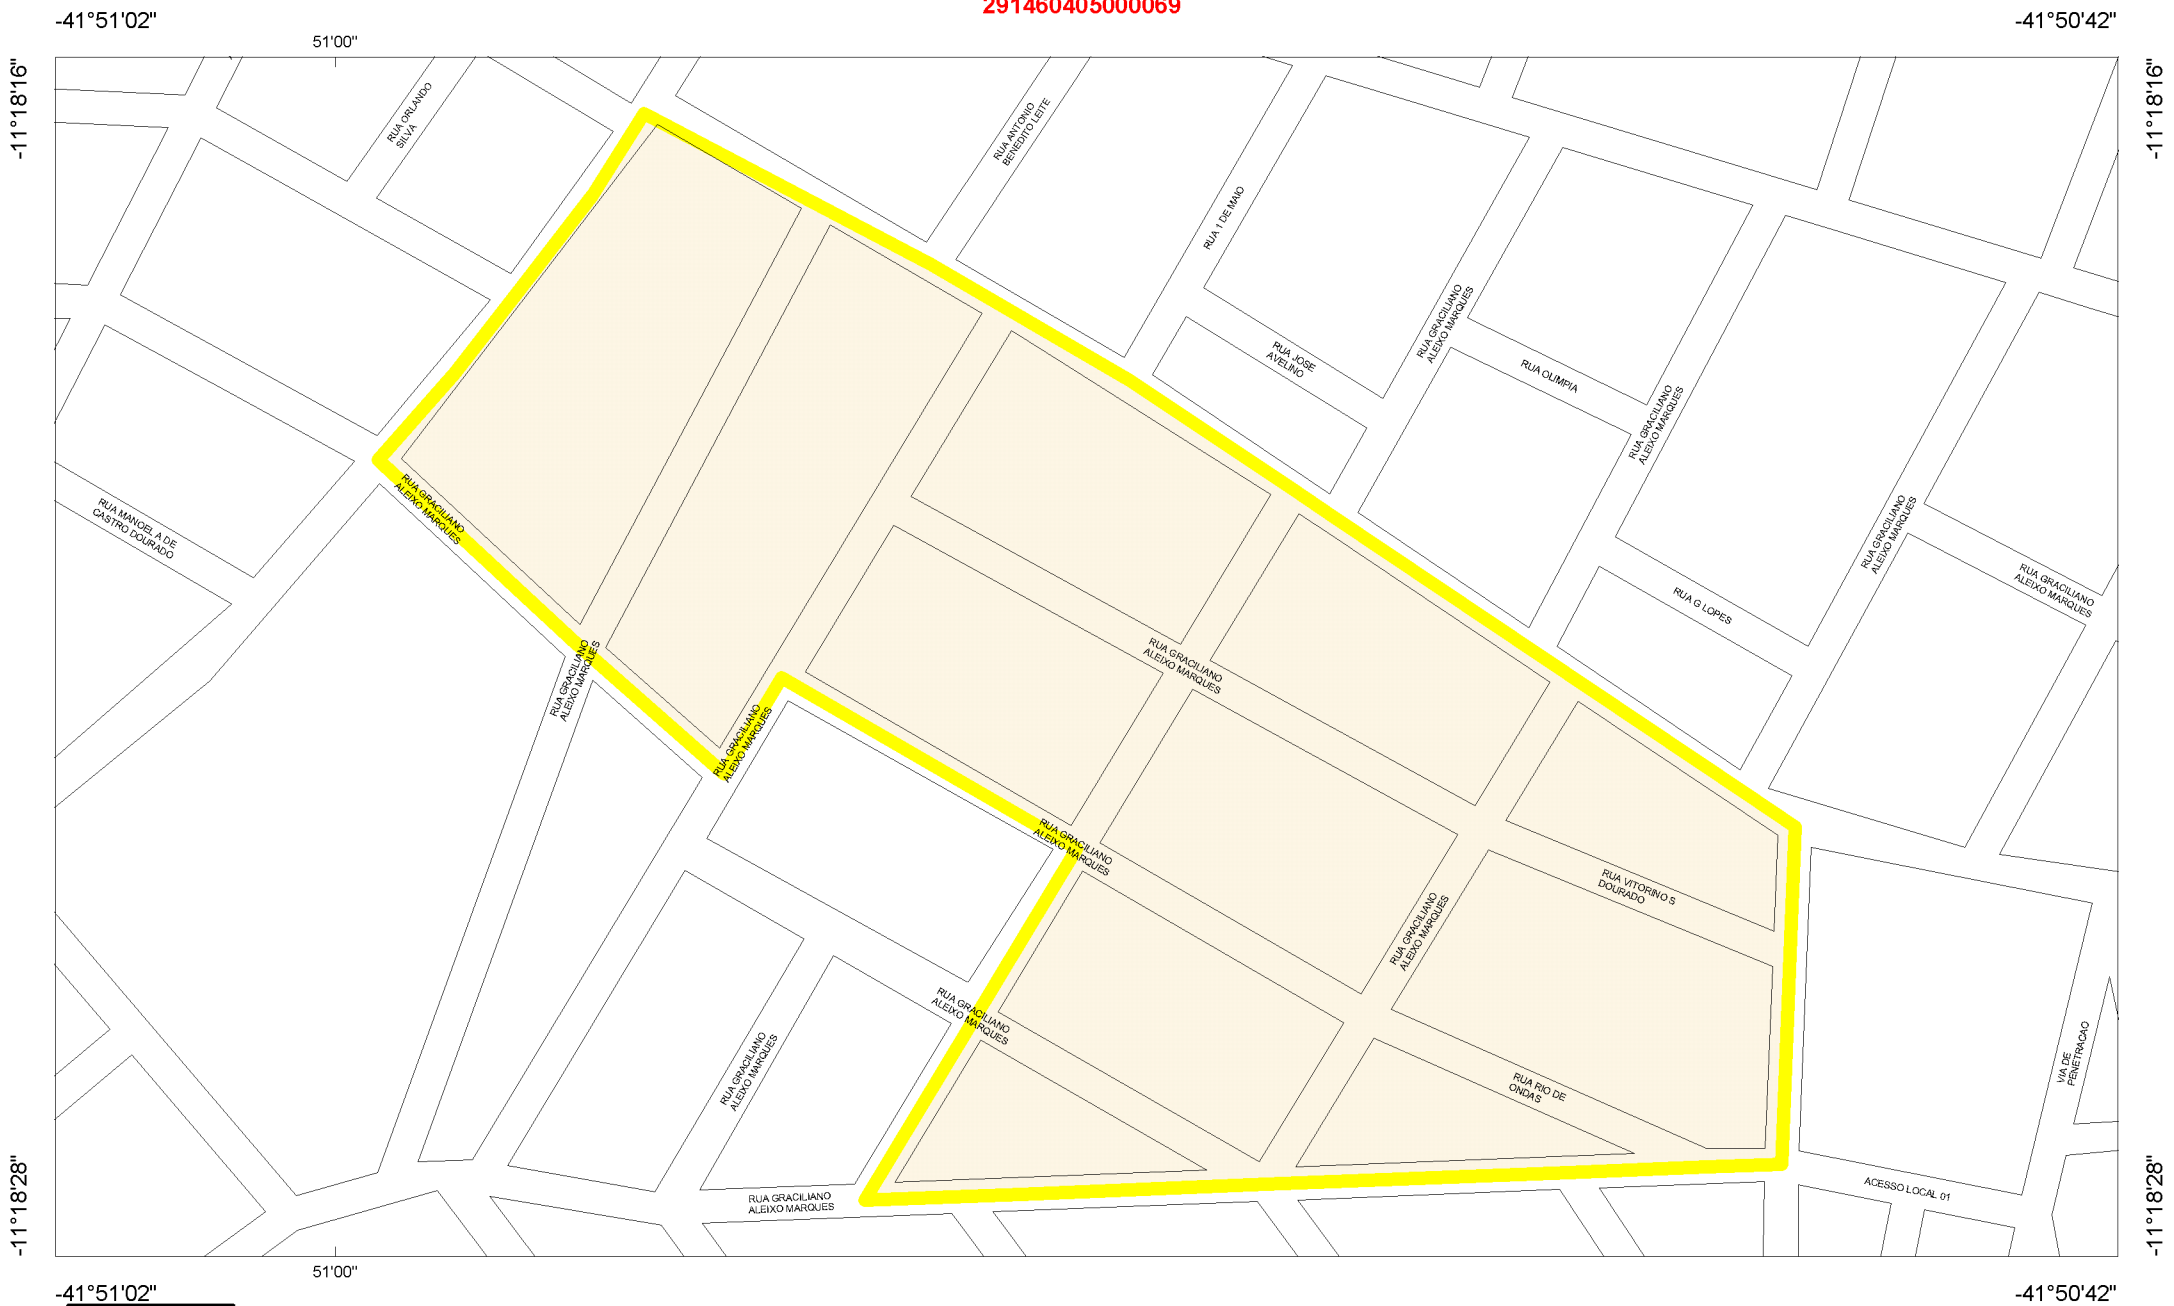 291460405000069
-41°51'02"
-41°50'42"
51'00"
-11°18'16"
-11°18'16"
RUA ORLANDO
SILVA
RUA ANTONIO
BENEDITO LEITE
RUA 1 DE MAIO
RUA GRACILIANO
ALEIXO MARQUES
RUA JOSE
AVELINO
RUA OLIMPIA
RUA GRACILIANO
ALEIXO MARQUES
RUA GRACILIANO
ALEIXO MARQUES
RUA MANOEL A DE
CASTRO DOURADO
RUA GRACILIANO
ALEIXO MARQUES
RUA GRACILIANO
ALEIXO MARQUES
RUA G LOPES
RUA GRACILIANO
ALEIXO MARQUES
RUA GRACILIANO
ALEIXO MARQUES
RUA GRACILIANO
ALEIXO MARQUES
RUA GRACILIANO
ALEIXO MARQUES
RUA VITORINO S
DOURADO
RUA GRACILIANO
ALEIXO MARQUES
RUA GRACILIANO
ALEIXO MARQUES
RUA GRACILIANO
ALEIXO MARQUES
RUA RIO DE
ONDAS
VIA DE
PENETRACAO
RUA GRACILIANO
ALEIXO MARQUES
ACESSO LOCAL 01
-11°18'28"
-11°18'28"
51'00"
-41°51'02"
-41°50'42"